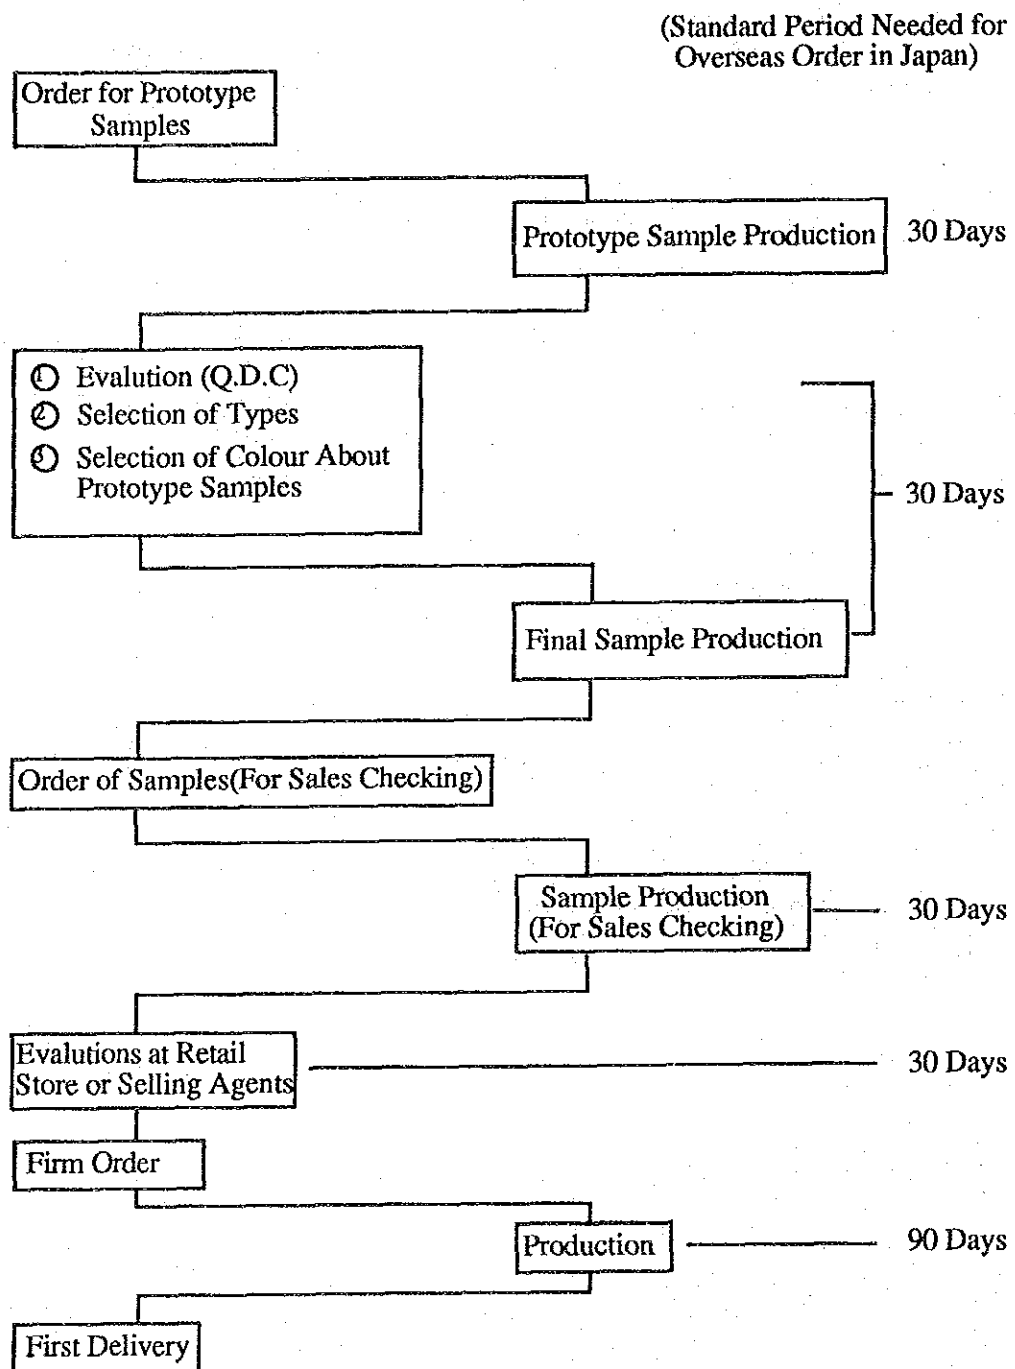 (Standard Period Needed for
Overseas Order in Japan)
Order for Prototype
Samples
Prototype Sample Production
30 Days
① Evalution (Q.D.C)
② Selection of Types
③ Selection of Colour About
Prototype Samples
30 Days
Final Sample Production
Order of Samples(For Sales Checking)
Sample Production
(For Sales Checking)
30 Days
Evalutions at Retail
Store or Selling Agents
30 Days
Firm Order
Production
90 Days
First Delivery